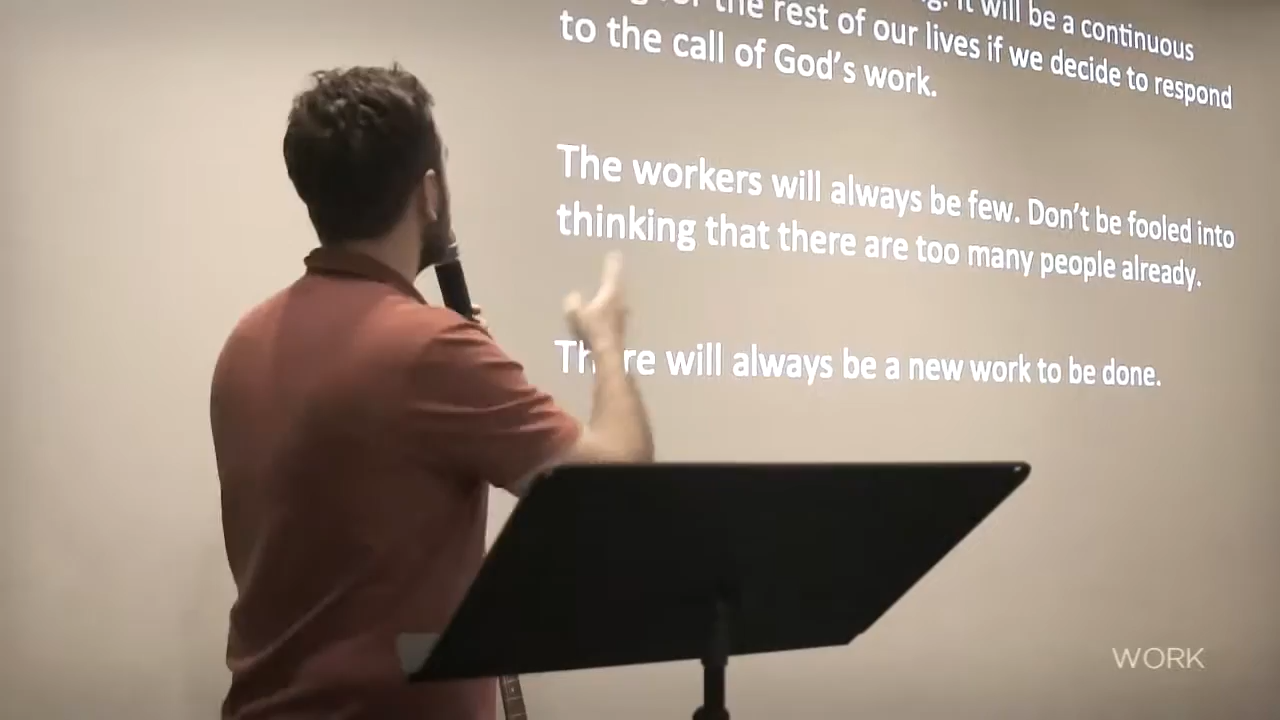 It will be a continuous
the rest of our lives if we decide to respond
to the call of God's work.
The workers will always be few. Don't be fooled into
thinking that there are too many people already.
There will always be a new work to be done.
WORK